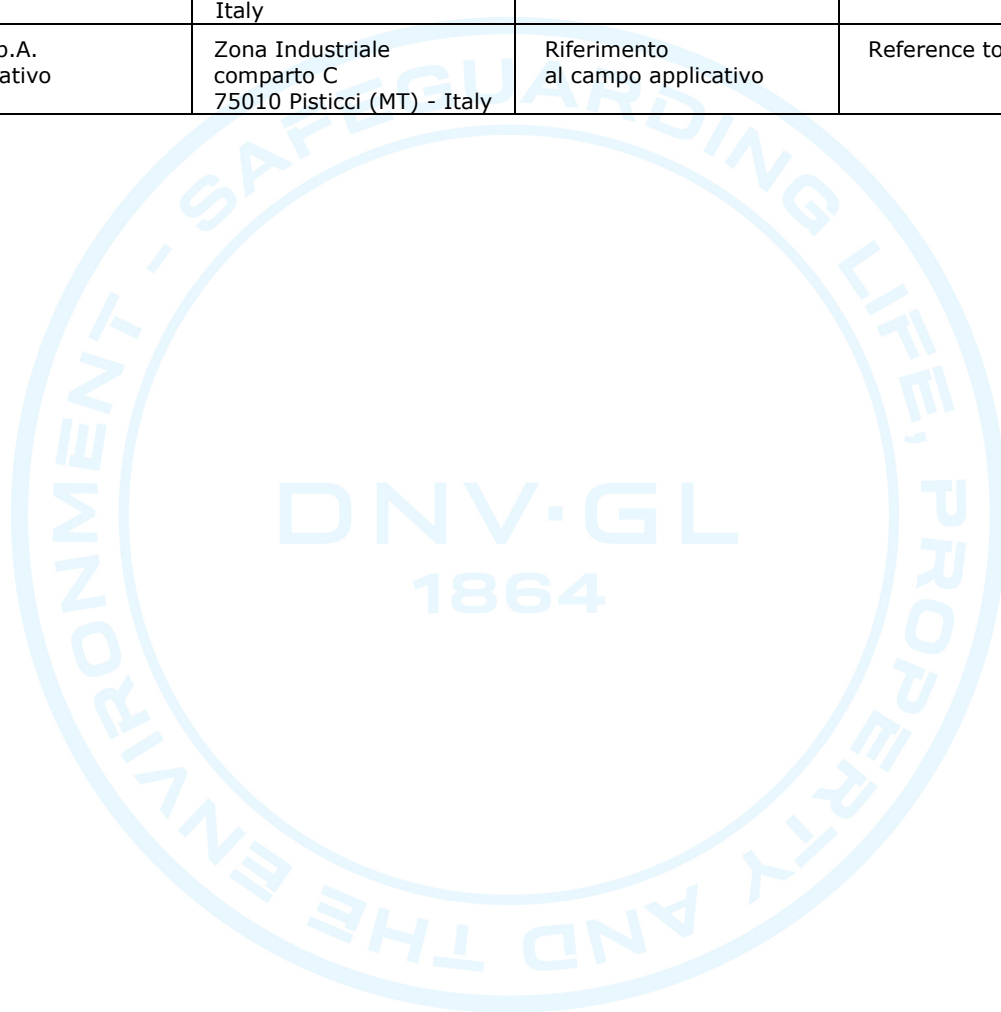 Italy
p.A.
ativo
Zona Industriale
comparto C
75010 Pisticci (MT) - Italy
Riferimento
al campo applicativo
Reference to
SAFEGUARDING LIFE, PROPERTY AND THE ENVIRONMENT -
DNV·GL
1864